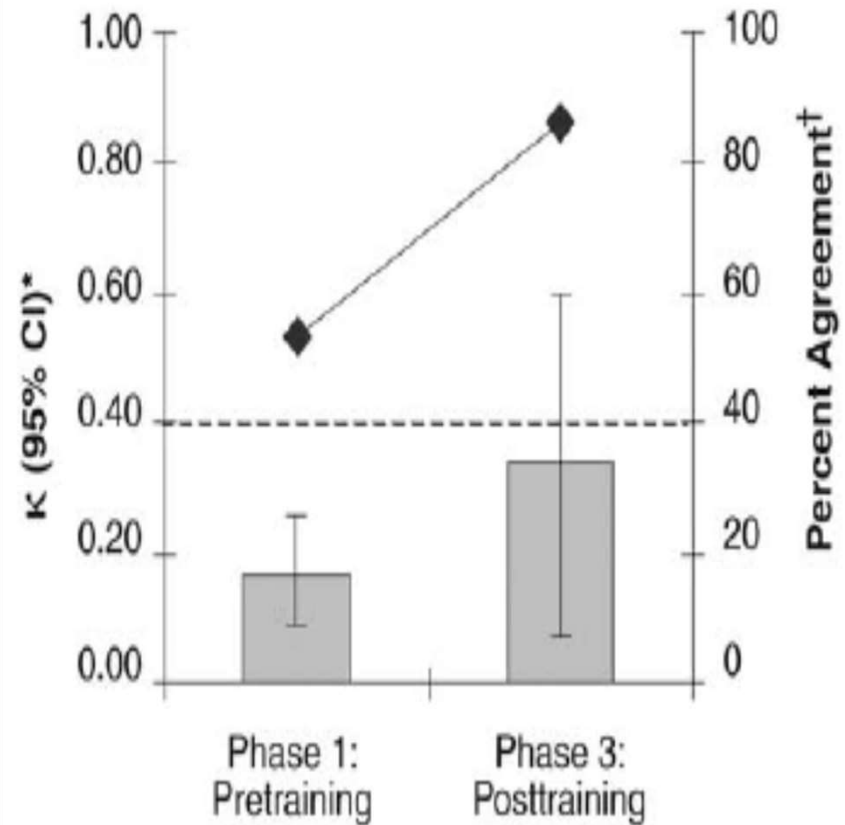 1.00
0.80
0.60
0.40
0.20
0.00
K (95% CI)*
100
80
60
40
20
0
Percent Agreement†
Phase 1:
Pretraining
Phase 3:
Posttraining